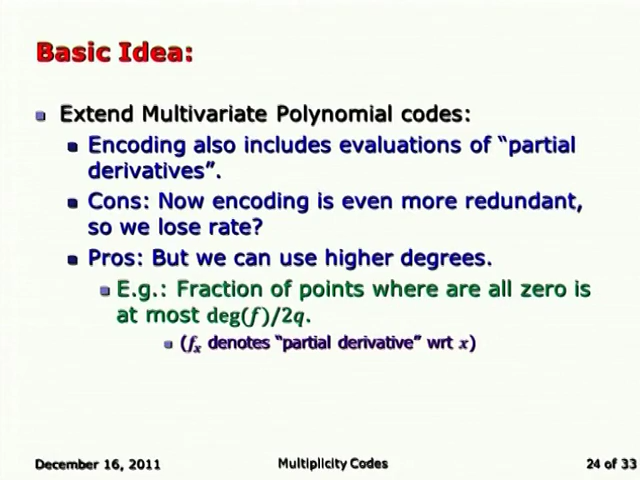 Basic Idea:
Extend Multivariate Polynomial codes:
Encoding also includes evaluations of “partial
derivatives”.
Cons: Now encoding is even more redundant,
so we lose rate?
Pros: But we can use higher degrees.
E.g.: Fraction of points where are all zero is
at most deg(f)/2q.
(fₓ denotes “partial derivative” wrt x)
December 16, 2011
Multiplicity Codes
24 of 33